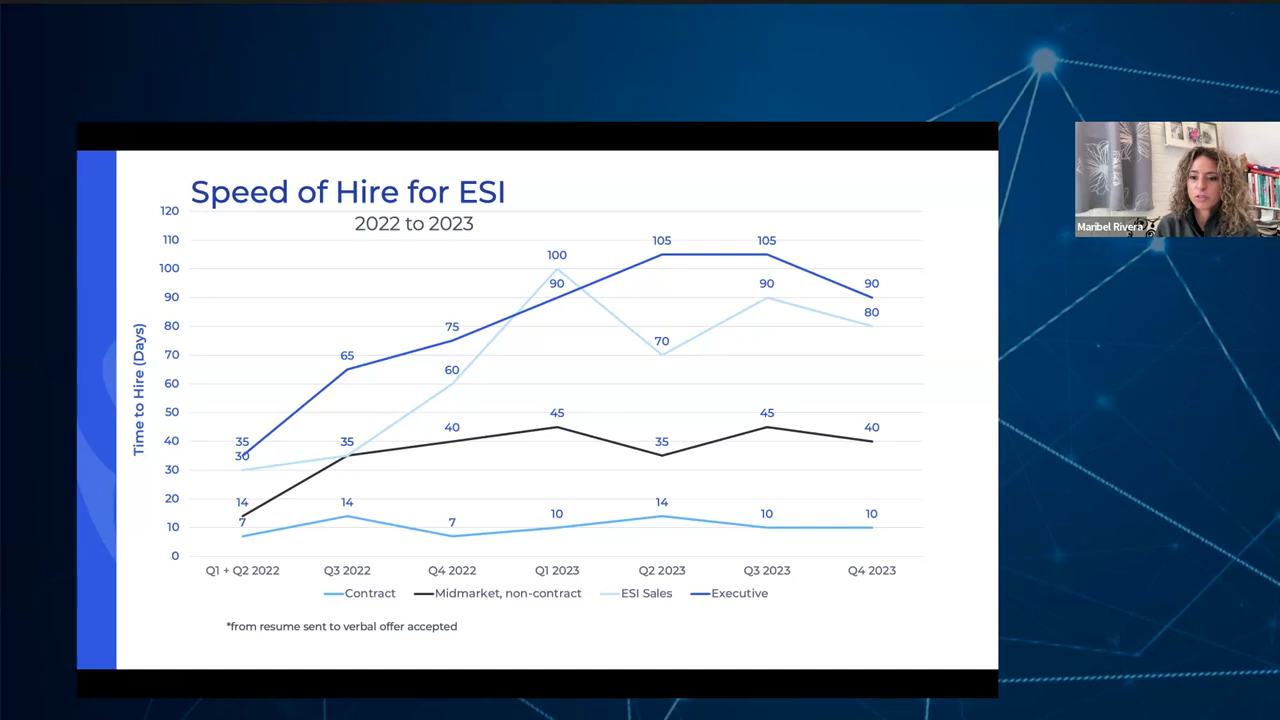 Speed of Hire for ESI
2022 to 2023
120
110
100
90
80
70
60
50
40
30
20
10
0
Time to Hire (Days)
35 65 75 90 105 105 90
30 35 60 100 70 90 80
14 40 45 35 45 40
7 14 7 10 14 10 10
Q1 + Q2 2022 Q3 2022 Q4 2022 Q1 2023 Q2 2023 Q3 2023 Q4 2023
Contract Midmarket, non-contract ESI Sales Executive
*from resume sent to verbal offer accepted
Maribel Rivera